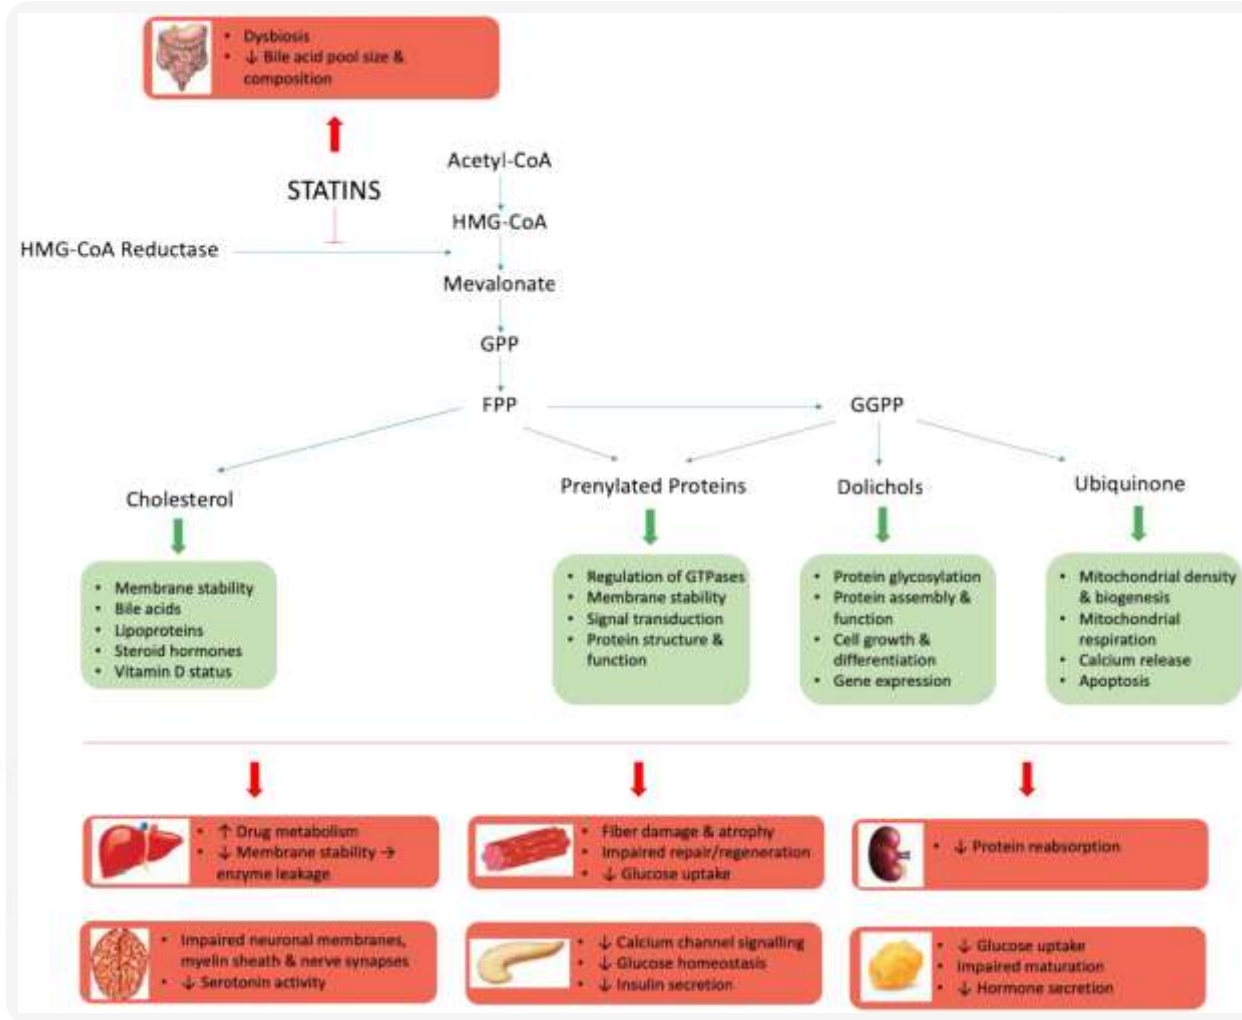 • Dysbiosis
• ↓ Bile acid pool size &
composition
Acetyl-CoA
STATINS
HMG-CoA
HMG-CoA Reductase
Mevalonate
GPP
FPP
GGPP
Cholesterol
Prenylated Proteins
Dolichols
Ubiquinone
• Membrane stability
• Bile acids
• Lipoproteins
• Steroid hormones
• Vitamin D status
• Regulation of GTPases
• Membrane stability
• Signal transduction
• Protein structure &
function
• Protein glycosylation
• Protein assembly &
function
• Cell growth &
differentiation
• Gene expression
• Mitochondrial density
& biogenesis
• Mitochondrial
respiration
• Calcium release
• Apoptosis
• ↑ Drug metabolism
• ↓ Membrane stability →
enzyme leakage
• Fiber damage & atrophy
• Impaired repair/regeneration
• ↓ Glucose uptake
• ↓ Protein reabsorption
• Impaired neuronal membranes,
myelin sheath & nerve synapses
• ↓ Serotonin activity
• ↓ Calcium channel signalling
• ↓ Glucose homeostasis
• ↓ Insulin secretion
• ↓ Glucose uptake
• Impaired maturation
• ↓ Hormone secretion